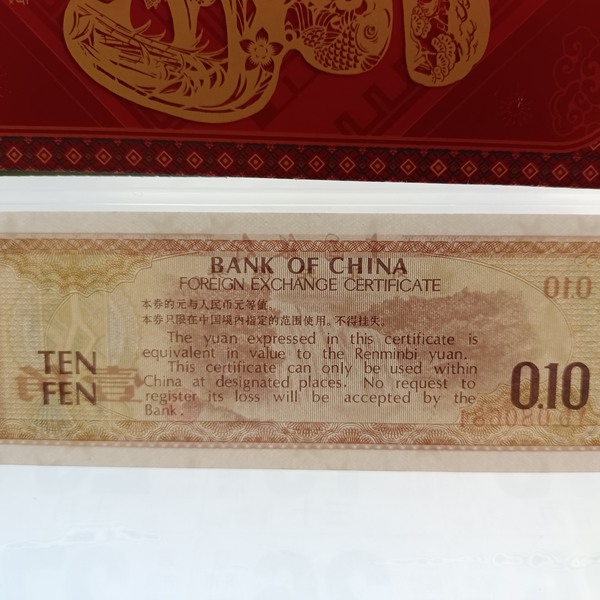 BANK OF CHINA
FOREIGN EXCHANGE CERTIFICATE
本券的元与人民币元等值
本券只限在中国境内指定的范围使用。不得挂失。
The yuan expressed in this certificate is
equivalent in value to the Renminbi yuan.
This certificate can only be used within
China at designated places. No request to
register its loss will be accepted by the
Bank.
TEN
FEN
0.10